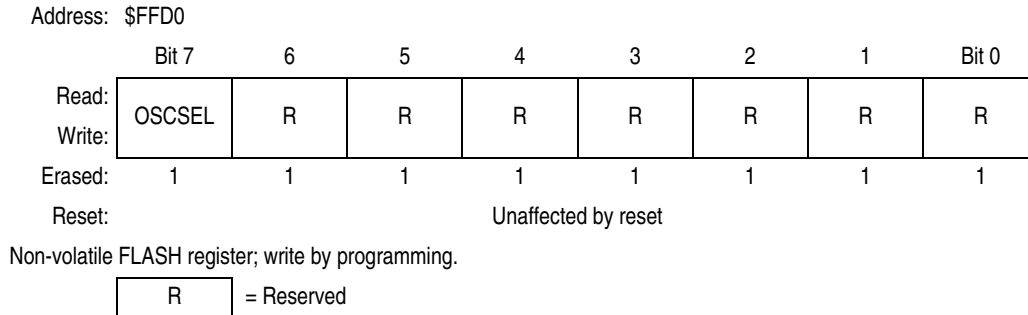 Address: $FFD0
Bit 7 6 5 4 3 2 1 Bit 0
Read:
OSCSEL R R R R R R R
Write:
Erased: 1 1 1 1 1 1 1 1
Reset: Unaffected by reset
Non-volatile FLASH register; write by programming.
R = Reserved